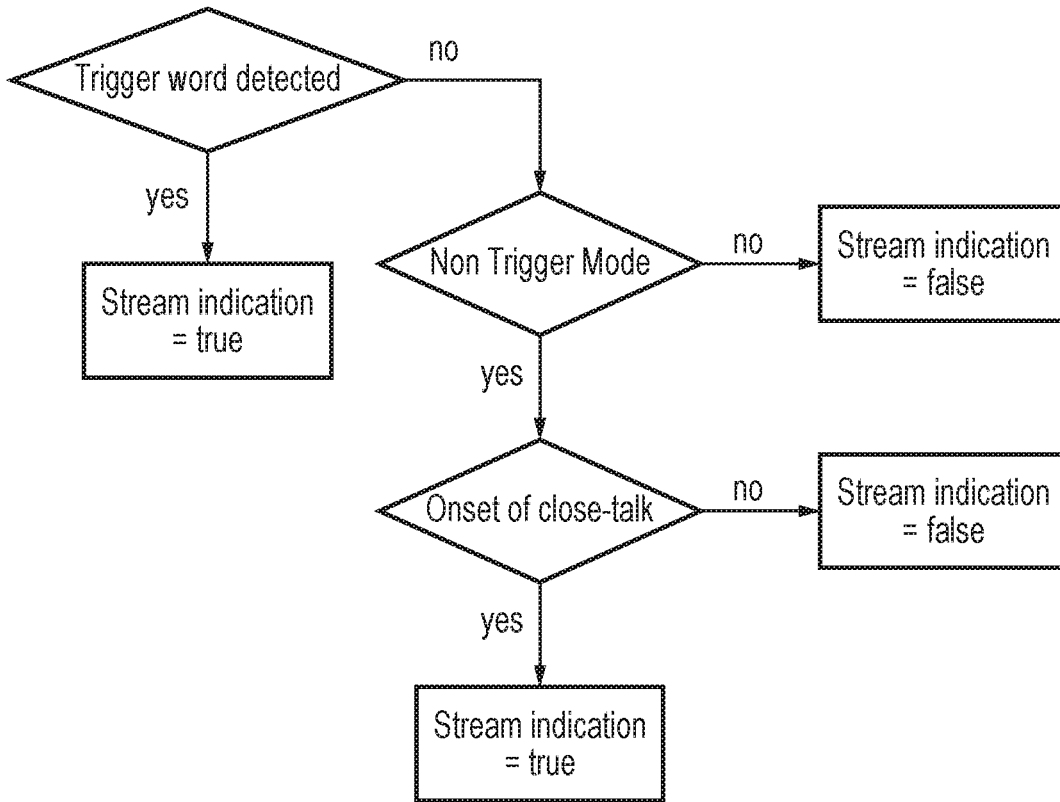 Trigger word detected
no
yes
Stream indication
= true
Non Trigger Mode
no
Stream indication
= false
yes
Onset of close-talk
no
Stream indication
= false
yes
Stream indication
= true